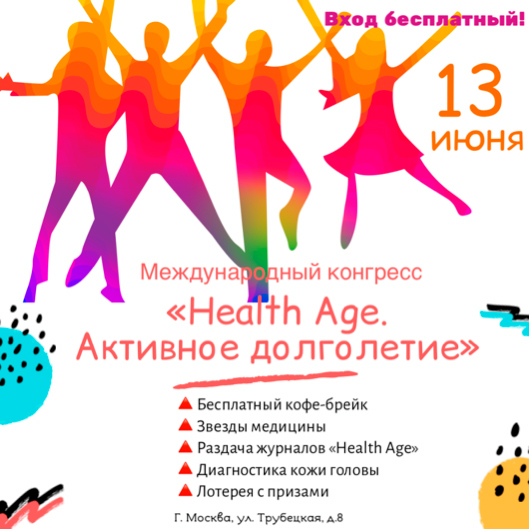 Вход бесплатный!
13
июня
Международный конгресс
«Health Age.
Активное долголетие»
Бесплатный кофе-брейк
Звезды медицины
Раздача журналов «Health Age»
Диагностика кожи головы
Лотерея с призами
Г. Москва, ул. Трубецкая, д.8